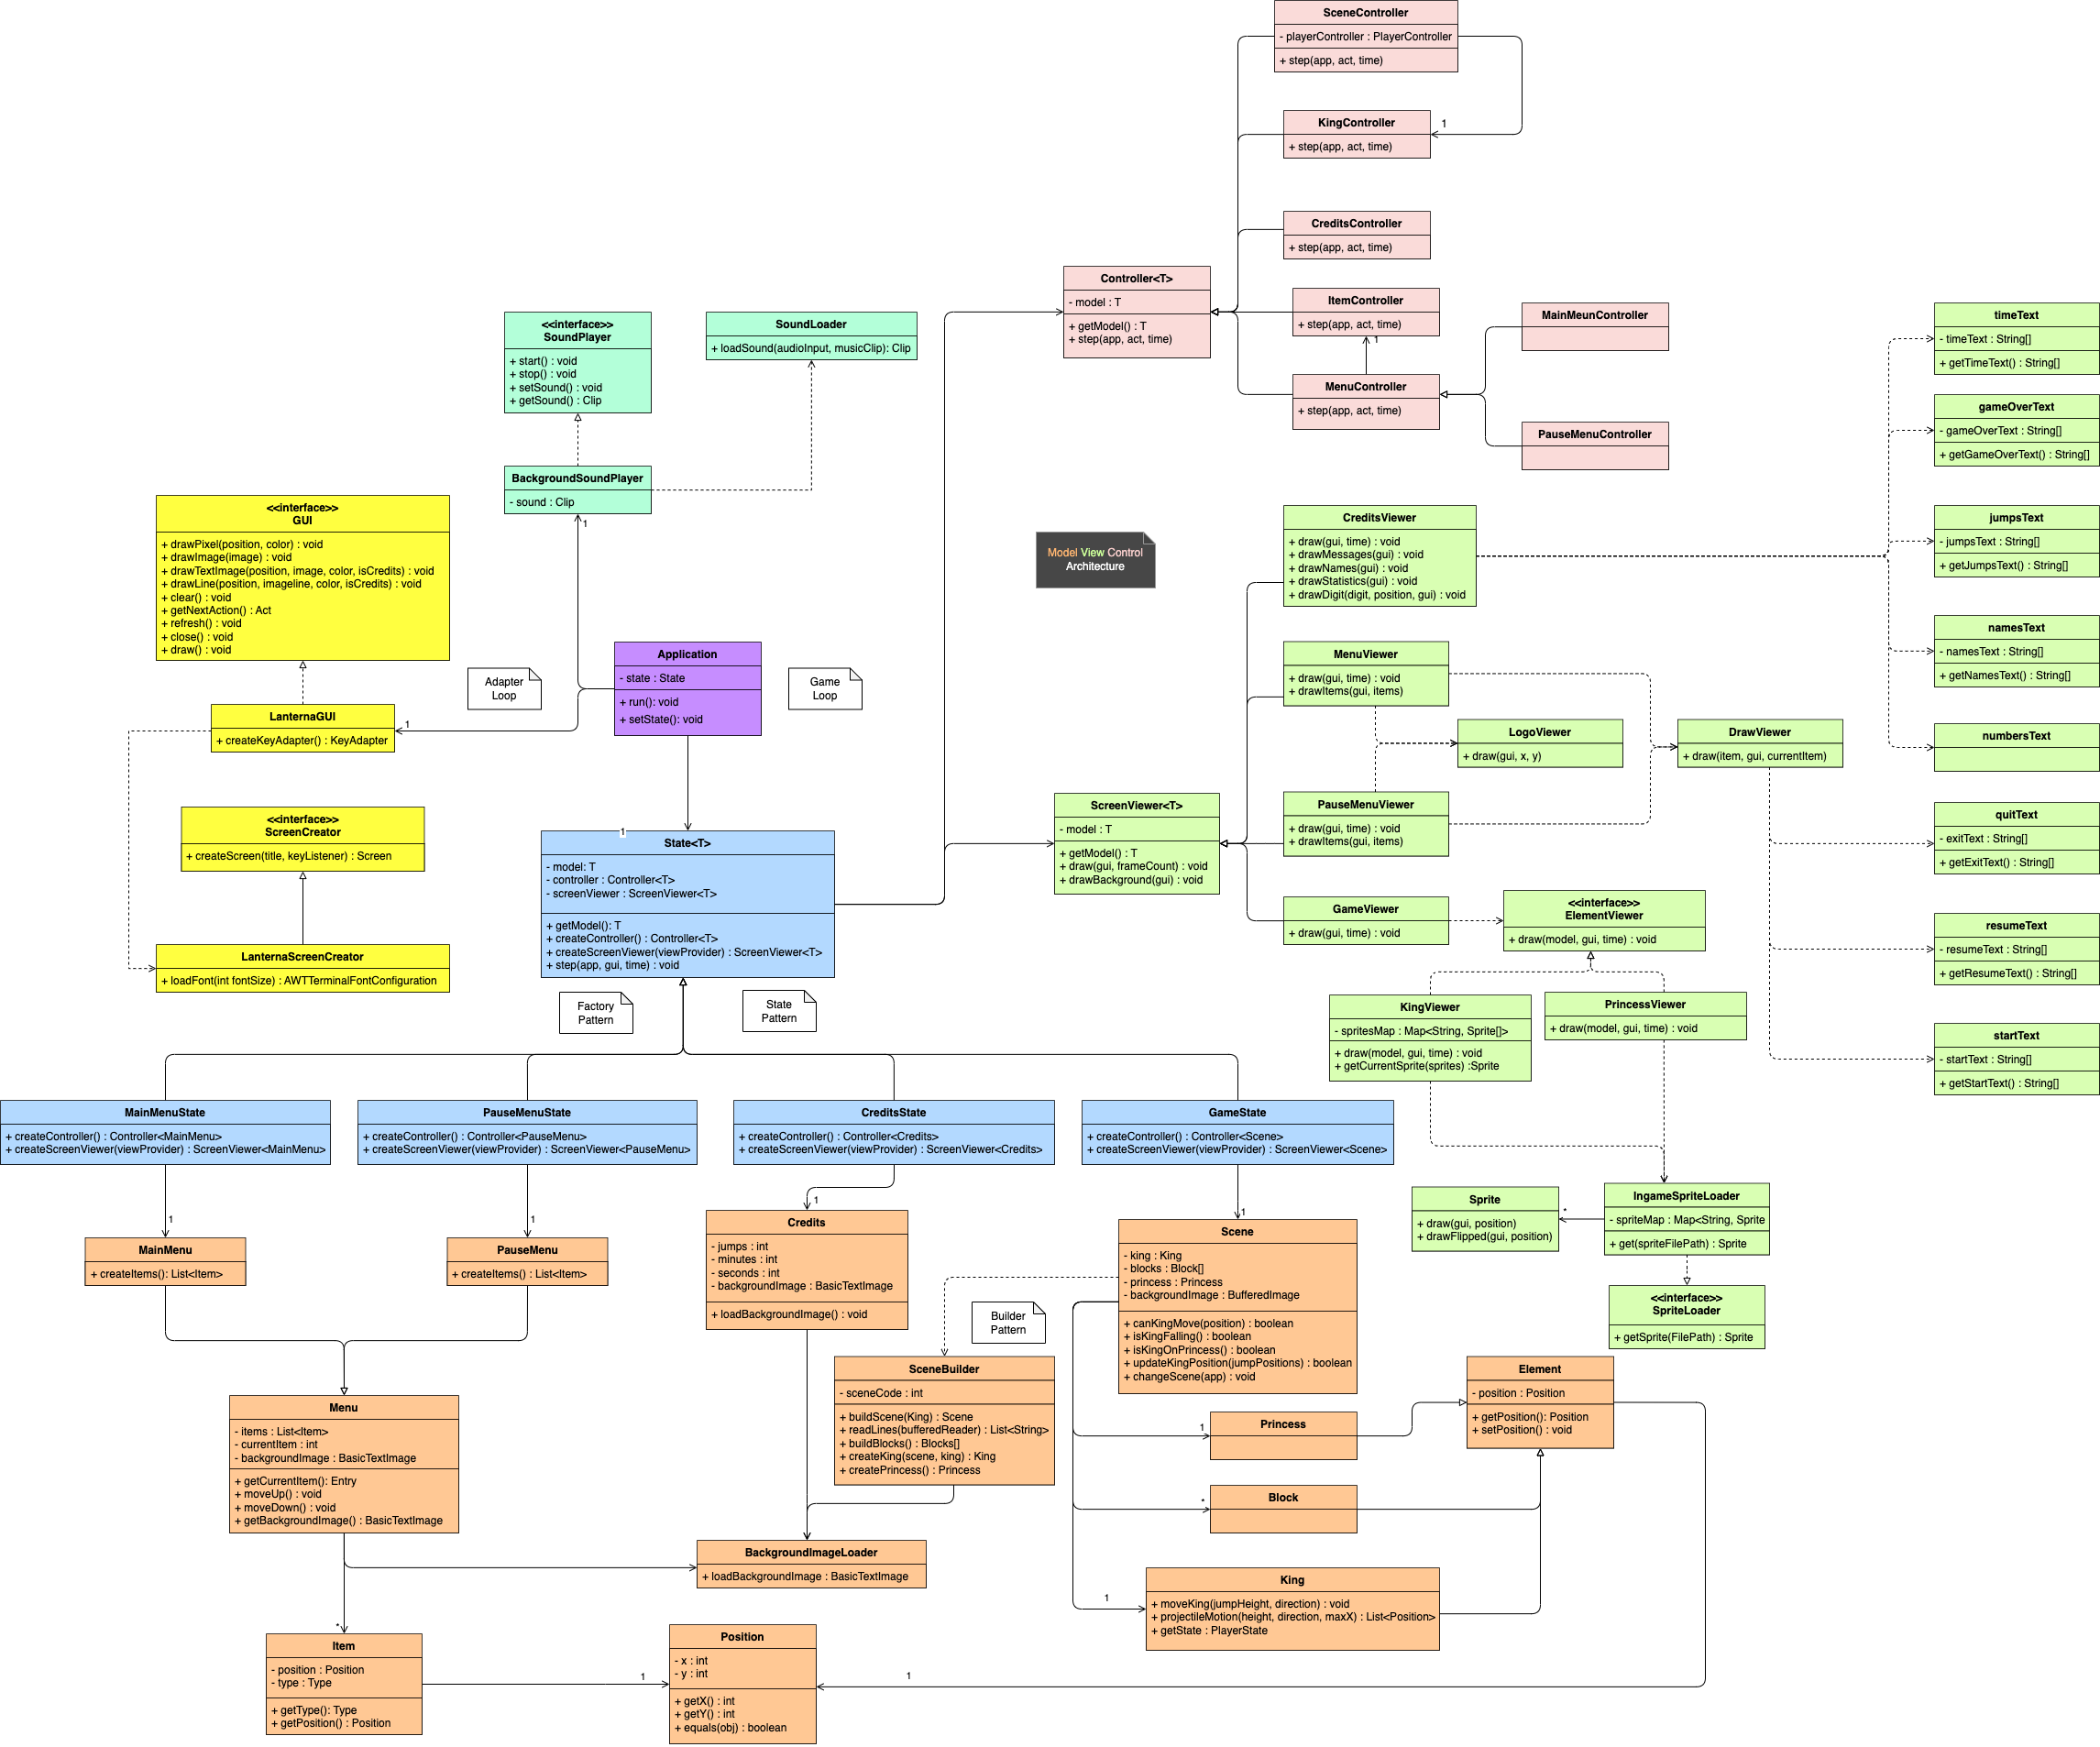 SceneController
- playerController : PlayerController
+ step(app, act, time)
KingController
+ step(app, act, time)
1
CreditsController
+ step(app, act, time)
Controller<T>
- model : T
+ getModel() : T
+ step(app, act, time)
ItemController
+ step(app, act, time)
1
MenuController
+ step(app, act, time)
MainMeunController
PauseMenuController
<<interface>>
SoundPlayer
+ start() : void
+ stop() : void
+ setSound() : void
+ getSound() : Clip
SoundLoader
+ loadSound(audioInput, musicClip): Clip
BackgroundSoundPlayer
- sound : Clip
1
<<interface>>
GUI
+ drawPixel(position, color) : void
+ drawImage(image) : void
+ drawTextImage(position, image, color, isCredits) : void
+ drawLine(position, imageline, color, isCredits) : void
+ clear() : void
+ getNextAction() : Act
+ refresh() : void
+ close() : void
+ draw() : void
LanternaGUI
+ createKeyAdapter() : KeyAdapter
1
<<interface>>
ScreenCreator
+ createScreen(title, keyListener) : Screen
LanternaScreenCreator
+ loadFont(int fontSize) : AWTTerminalFontConfiguration
Adapter
Loop
Application
- state : State
+ run(): void
+ setState(): void
Game
Loop
Model View Control
Architecture
1
State<T>
- model: T
- controller : Controller<T>
- screenViewer : ScreenViewer<T>
+ getModel(): T
+ createController() : Controller<T>
+ createScreenViewer(viewProvider) : ScreenViewer<T>
+ step(app, gui, time) : void
Factory
Pattern
State
Pattern
ScreenViewer<T>
- model : T
+ getModel() : T
+ draw(gui, frameCount) : void
+ drawBackground(gui) : void
CreditsViewer
+ draw(gui, time) : void
+ drawMessages(gui) : void
+ drawNames(gui) : void
+ drawStatistics(gui) : void
+ drawDigit(digit, position, gui) : void
MenuViewer
+ draw(gui, time) : void
+ drawItems(gui, items)
LogoViewer
+ draw(gui, x, y)
DrawViewer
+ draw(item, gui, currentItem)
PauseMenuViewer
+ draw(gui, time) : void
+ drawItems(gui, items)
GameViewer
+ draw(gui, time) : void
<<interface>>
ElementViewer
+ draw(model, gui, time) : void
KingViewer
- spritesMap : Map<String, Sprite[]>
+ draw(model, gui, time) : void
+ getCurrentSprite(sprites) :Sprite
PrincessViewer
+ draw(model, gui, time) : void
timeText
- timeText : String[]
+ getTimeText() : String[]
gameOverText
- gameOverText : String[]
+ getGameOverText() : String[]
jumpsText
- jumpsText : String[]
+ getJumpsText() : String[]
namesText
- namesText : String[]
+ getNamesText() : String[]
numbersText
quitText
- exitText : String[]
+ getExitText() : String[]
resumeText
- resumeText : String[]
+ getResumeText() : String[]
startText
- startText : String[]
+ getStartText() : String[]
Sprite
+ draw(gui, position)
+ drawFlipped(gui, position)
*
IngameSpriteLoader
- spriteMap : Map<String, Sprite
+ get(spriteFilePath) : Sprite
<<interface>>
SpriteLoader
+ getSprite(FilePath) : Sprite
MainMenuState
+ createController() : Controller<MainMenu>
+ createScreenViewer(viewProvider) : ScreenViewer<MainMenu>
PauseMenuState
+ createController() : Controller<PauseMenu>
+ createScreenViewer(viewProvider) : ScreenViewer<PauseMenu>
CreditsState
+ createController() : Controller<Credits>
+ createScreenViewer(viewProvider) : ScreenViewer<Credits>
GameState
+ createController() : Controller<Scene>
+ createScreenViewer(viewProvider) : ScreenViewer<Scene>
1
1
1
1
MainMenu
+ createItems(): List<Item>
PauseMenu
+ createItems() : List<Item>
Credits
- jumps : int
- minutes : int
- seconds : int
- backgroundImage : BasicTextImage
+ loadBackgroundImage() : void
Scene
- king : King
- blocks : Block[]
- princess : Princess
- backgroundImage : BufferedImage
+ canKingMove(position) : boolean
+ isKingFalling() : boolean
+ isKingOnPrincess() : boolean
+ updateKingPosition(jumpPositions) : boolean
+ changeScene(app) : void
Builder
Pattern
SceneBuilder
- sceneCode : int
+ buildScene(King) : Scene
+ readLines(bufferedReader) : List<String>
+ buildBlocks() : Blocks[]
+ createKing(scene, king) : King
+ createPrincess() : Princess
Menu
- items : List<Item>
- currentItem : int
- backgroundImage : BasicTextImage
+ getCurrentItem(): Entry
+ moveUp() : void
+ moveDown() : void
+ getBackgroundImage() : BasicTextImage
Element
- position : Position
+ getPosition(): Position
+ setPosition() : void
1
Princess
*
Block
BackgroundImageLoader
+ loadBackgroundImage : BasicTextImage
1
King
+ moveKing(jumpHeight, direction) : void
+ projectileMotion(height, direction, maxX) : List<Position>
+ getState : PlayerState
*
Item
- position : Position
- type : Type
+ getType(): Type
+ getPosition() : Position
1
Position
- x : int
- y : int
+ getX() : int
+ getY() : int
+ equals(obj) : boolean
1